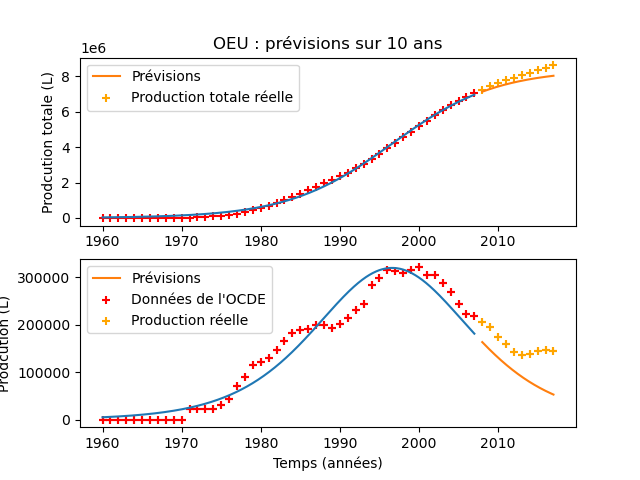 OEU : prévisions sur 10 ans
1e6
Prodcution totale (L)
8
6
4
2
0
Prévisions
Production totale réelle
1960 1970 1980 1990 2000 2010
Prodcution (L)
300000
200000
100000
0
Prévisions
Données de l'OCDE
Production réelle
1960 1970 1980 1990 2000 2010
Temps (années)